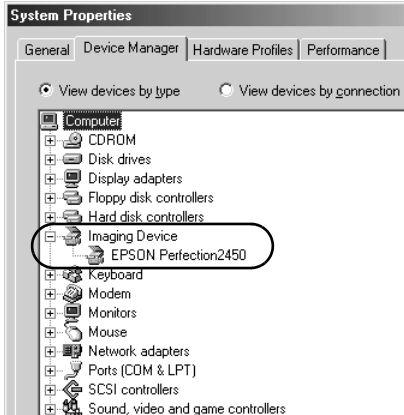 System Properties
General Device Manager Hardware Profiles Performance
View devices by type View devices by connection
Computer
CDROM
Disk drives
Display adapters
Floppy disk controllers
Hard disk controllers
Imaging Device
EPSON Perfection2450
Keyboard
Modem
Monitors
Mouse
Network adapters
Ports (COM & LPT)
SCSI controllers
Sound, video and game controllers